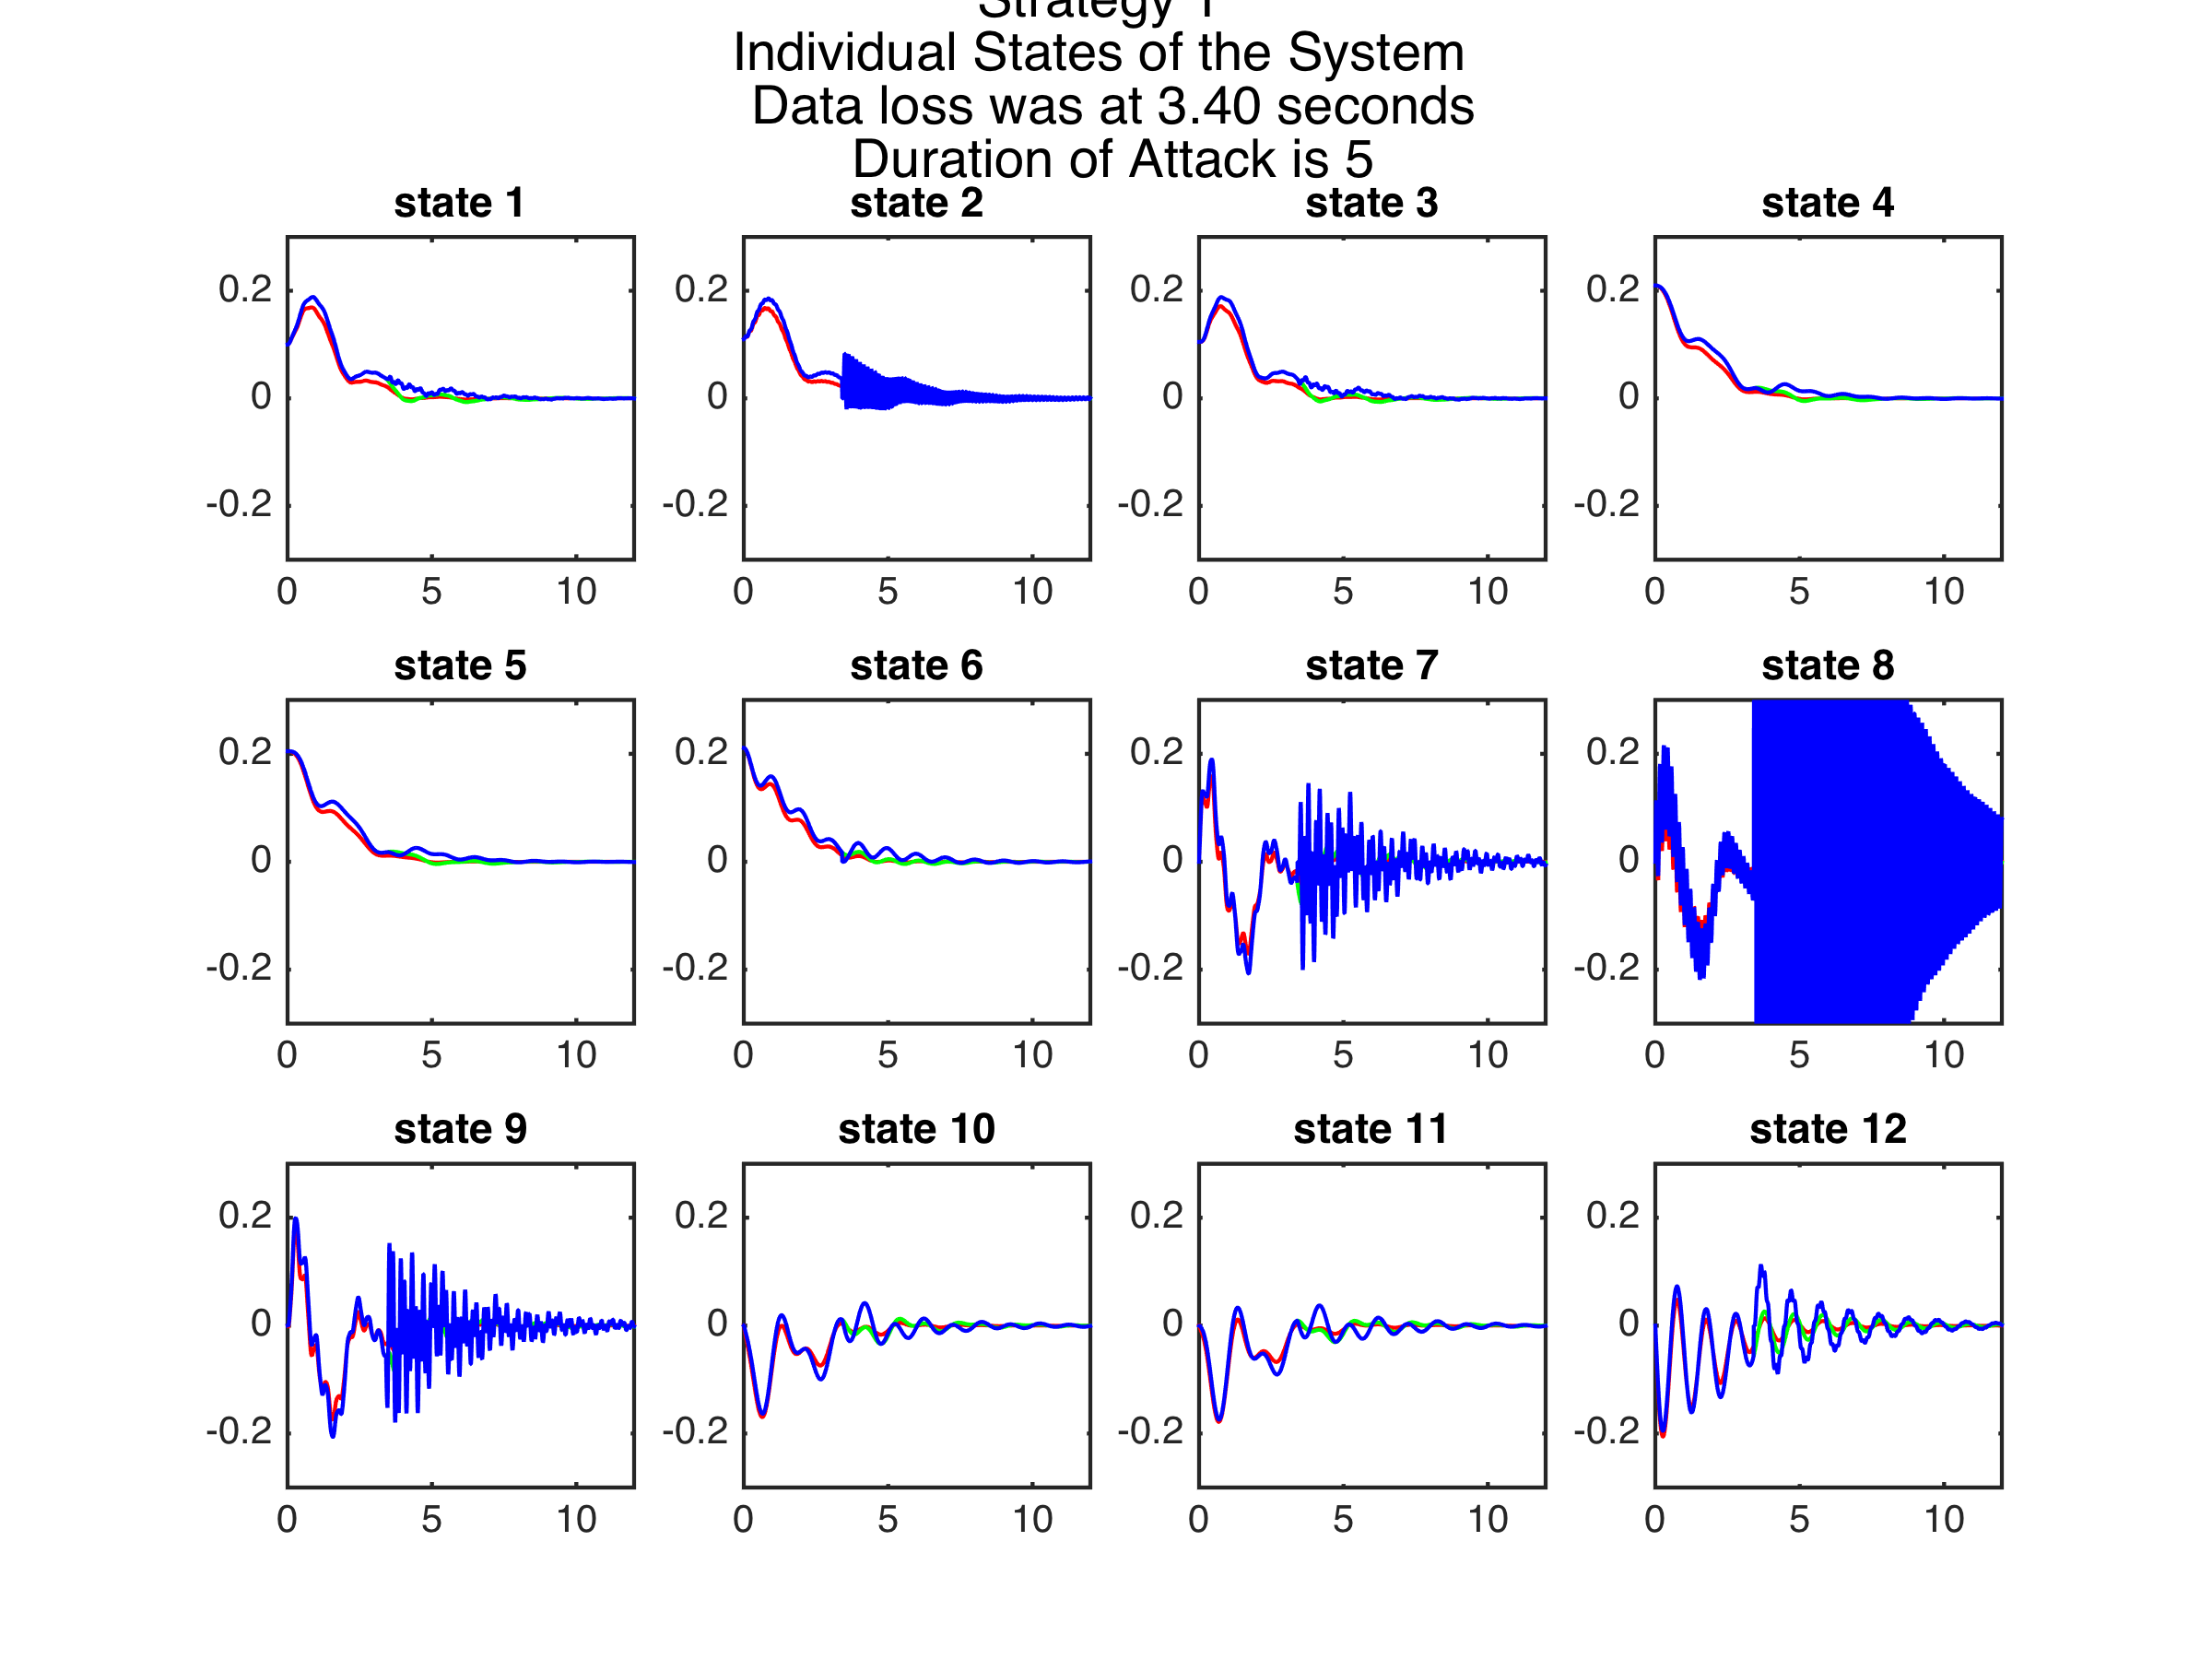 Strategy 1
Individual States of the System
Data loss was at 3.40 seconds
Duration of Attack is 5
state 1 state 2 state 3 state 4
0.2 0.2 0.2 0.2
0 0 0 0
-0.2 -0.2 -0.2 -0.2
0 5 10 0 5 10 0 5 10 0 5 10
state 5 state 6 state 7 state 8
0.2 0.2 0.2 0.2
0 0 0 0
-0.2 -0.2 -0.2 -0.2
0 5 10 0 5 10 0 5 10 0 5 10
state 9 state 10 state 11 state 12
0.2 0.2 0.2 0.2
0 0 0 0
-0.2 -0.2 -0.2 -0.2
0 5 10 0 5 10 0 5 10 0 5 10